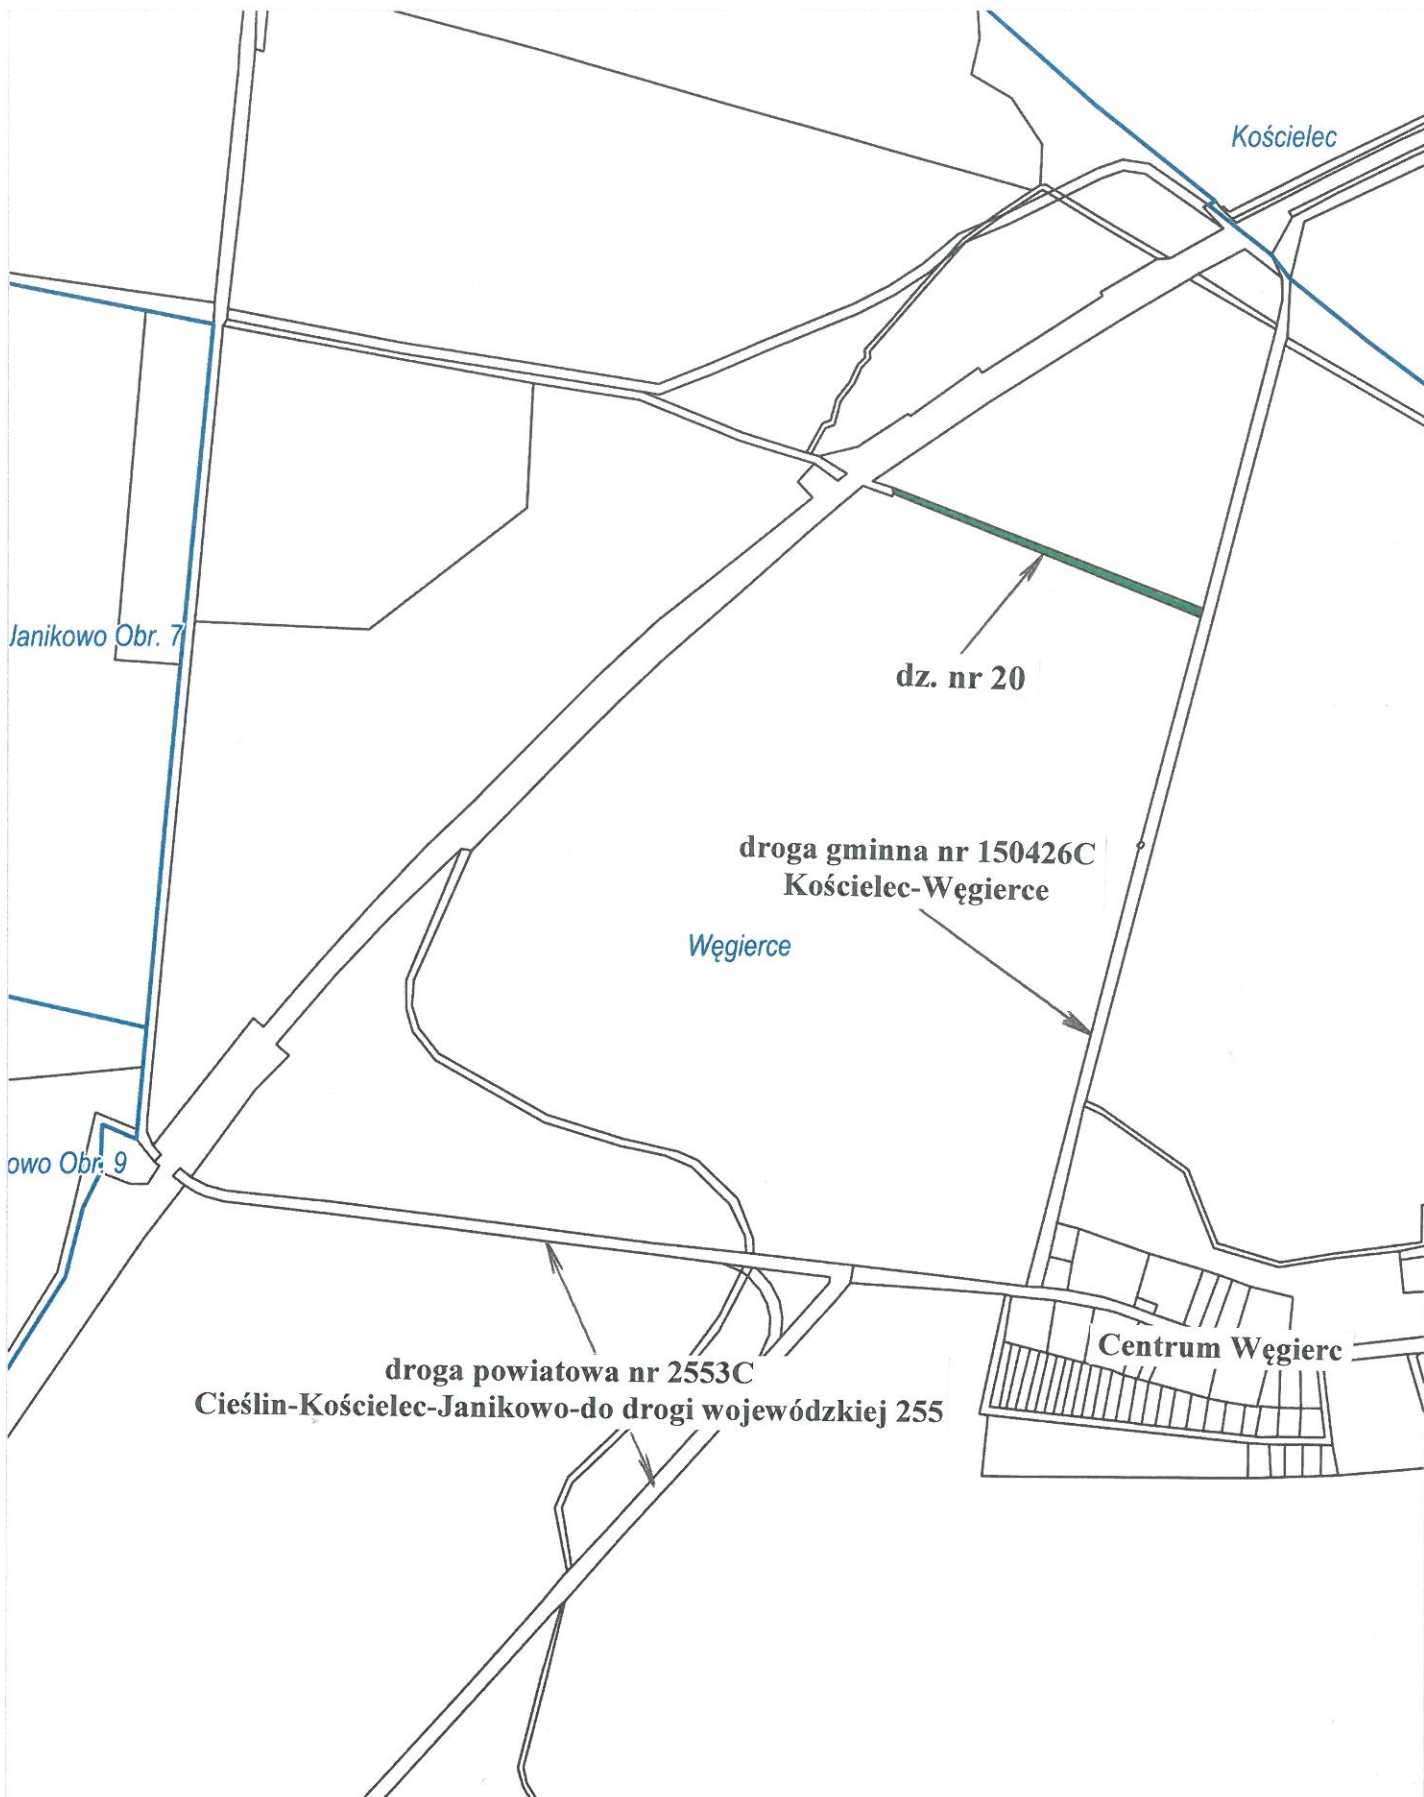 Kościelec
Janikowo Obr. 7
dz. nr 20
droga gminna nr 150426C
Kościelec-Węgierce
Węgierce
owo Obr. 9
Centrum Węgierc
droga powiatowa nr 2553C
Cieślin-Kościelec-Janikowo-do drogi wojewódzkiej 255